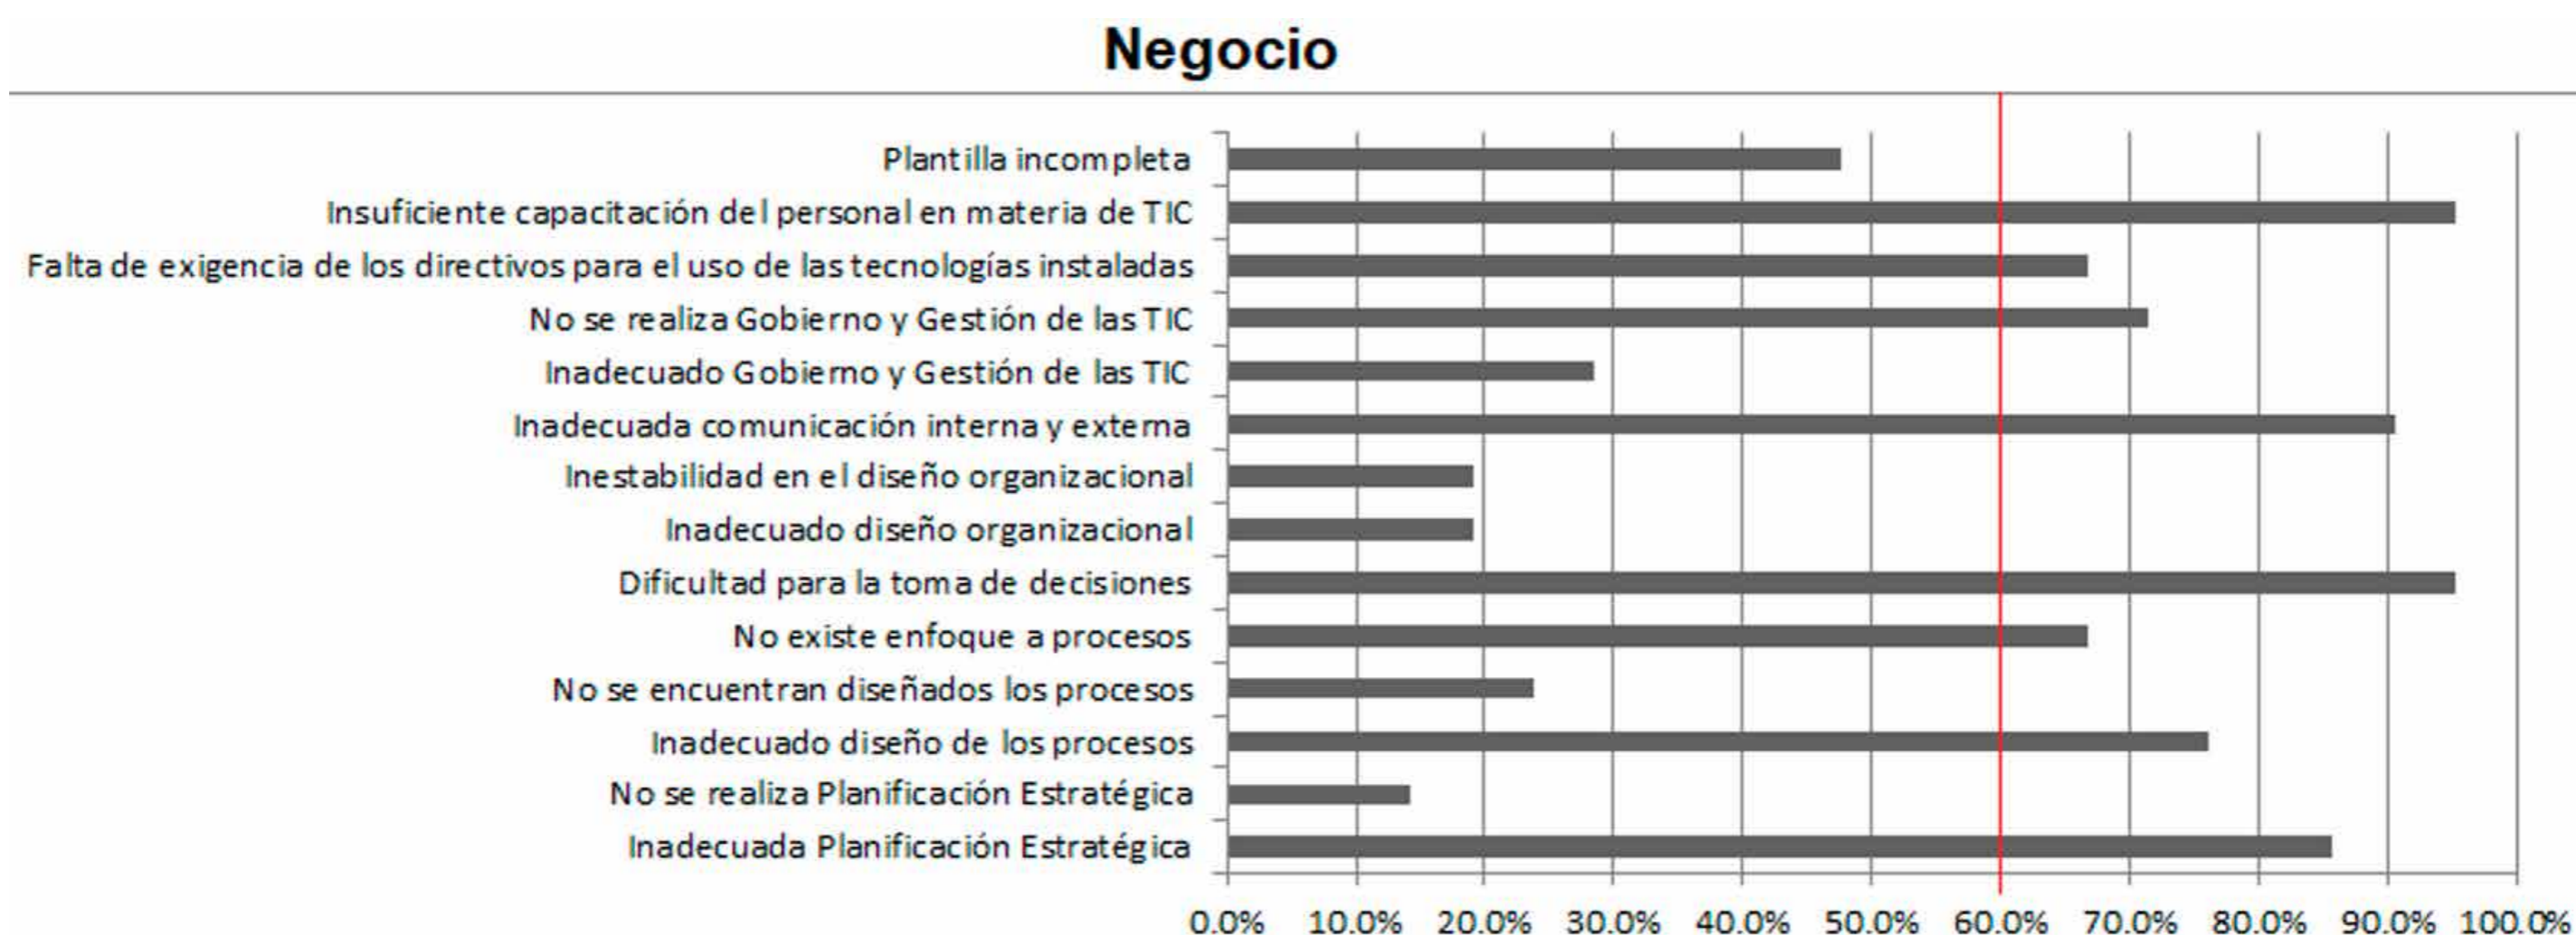 Negocio
Plantilla incompleta
Insuficiente capacitación del personal en materia de TIC
Falta de exigencia de los directivos para el uso de las tecnologías instaladas
No se realiza Gobierno y Gestión de las TIC
Inadecuado Gobierno y Gestión de las TIC
Inadecuada comunicación interna y externa
Inestabilidad en el diseño organizacional
Inadecuado diseño organizacional
Dificultad para la toma de decisiones
No existe enfoque a procesos
No se encuentran diseñados los procesos
Inadecuado diseño de los procesos
No se realiza Planificación Estratégica
Inadecuada Planificación Estratégica
0.0% 10.0% 20.0% 30.0% 40.0% 50.0% 60.0% 70.0% 80.0% 90.0% 100.0%